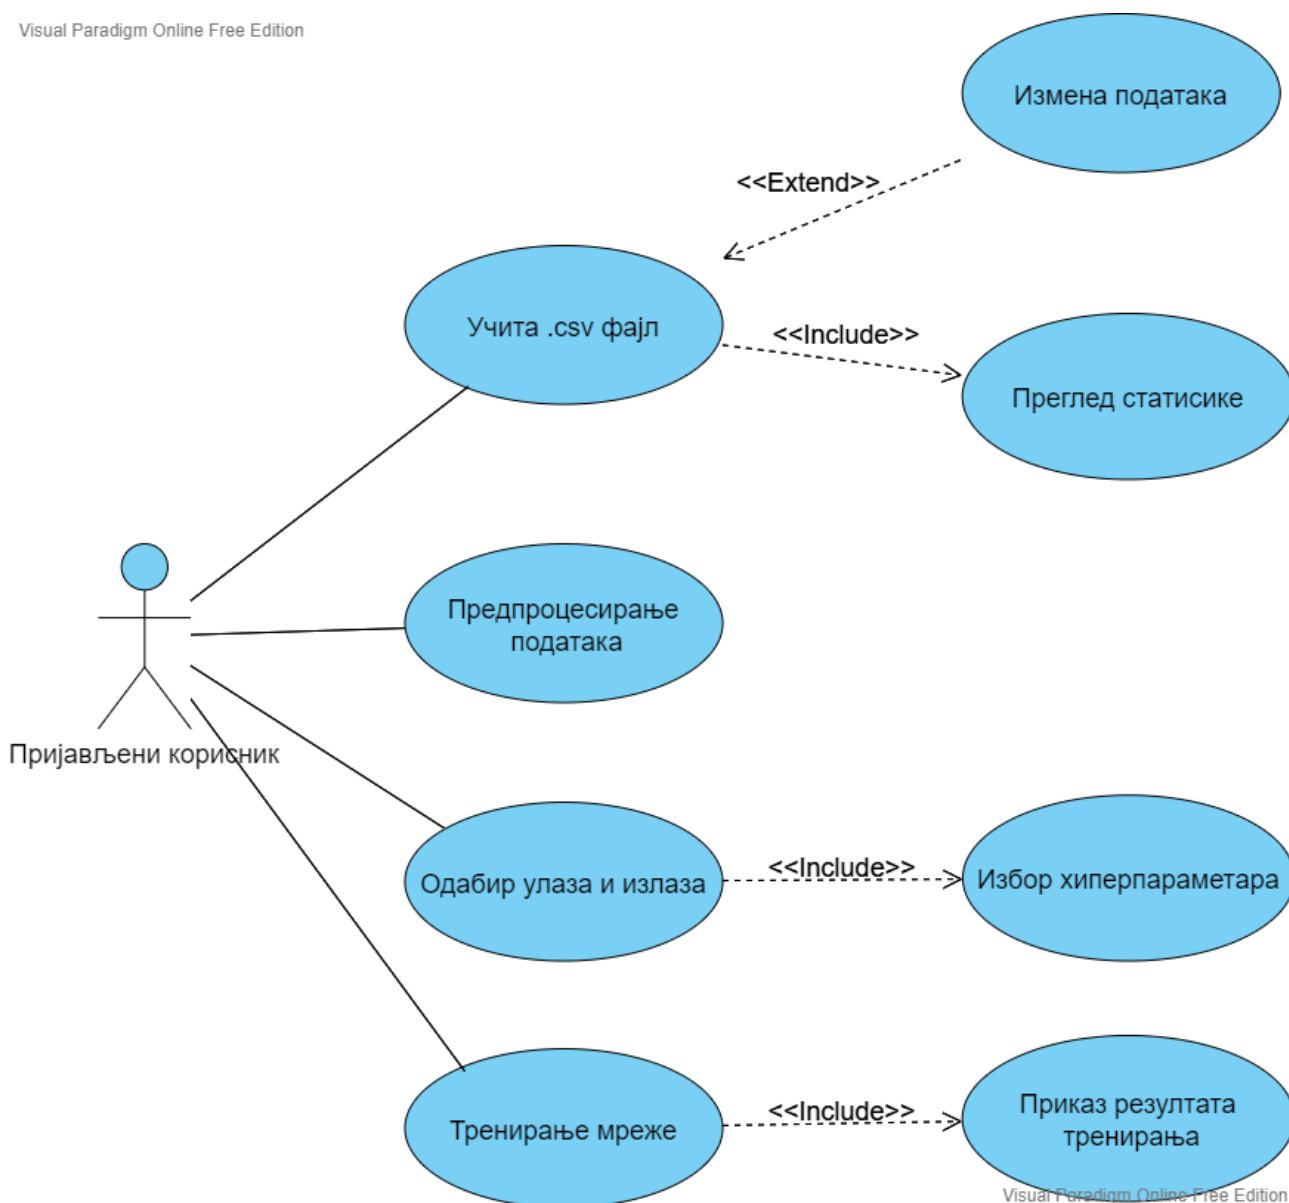 Visual Paradigm Online Free Edition
Измена података
<<Extend>>
Учита .csv фајл
<<Include>>
Преглед статисике
Предпроцесирање
података
Пријављени корисник
Одабир улаза и излаза
<<Include>>
Избор хиперпараметара
Тренирање мреже
<<Include>>
Приказ резултата
тренирања
Visual Paradigm Online Free Edition